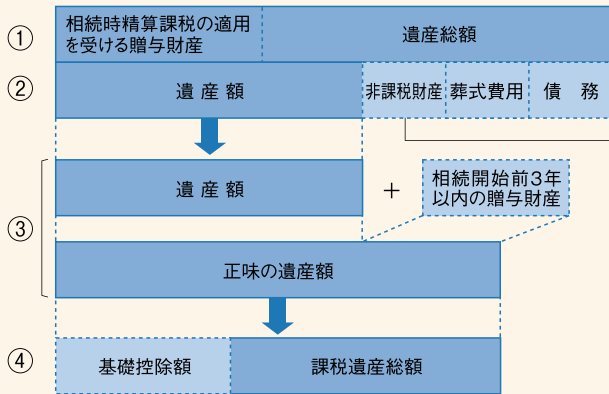 ①
相続時精算課税の適用
を受ける贈与財産
遺産総額
②
遺産額
非課税財産
葬式費用
債務
③
遺産額
+
相続開始前3年
以内の贈与財産
正味の遺産額
④
基礎控除額
課税遺産総額